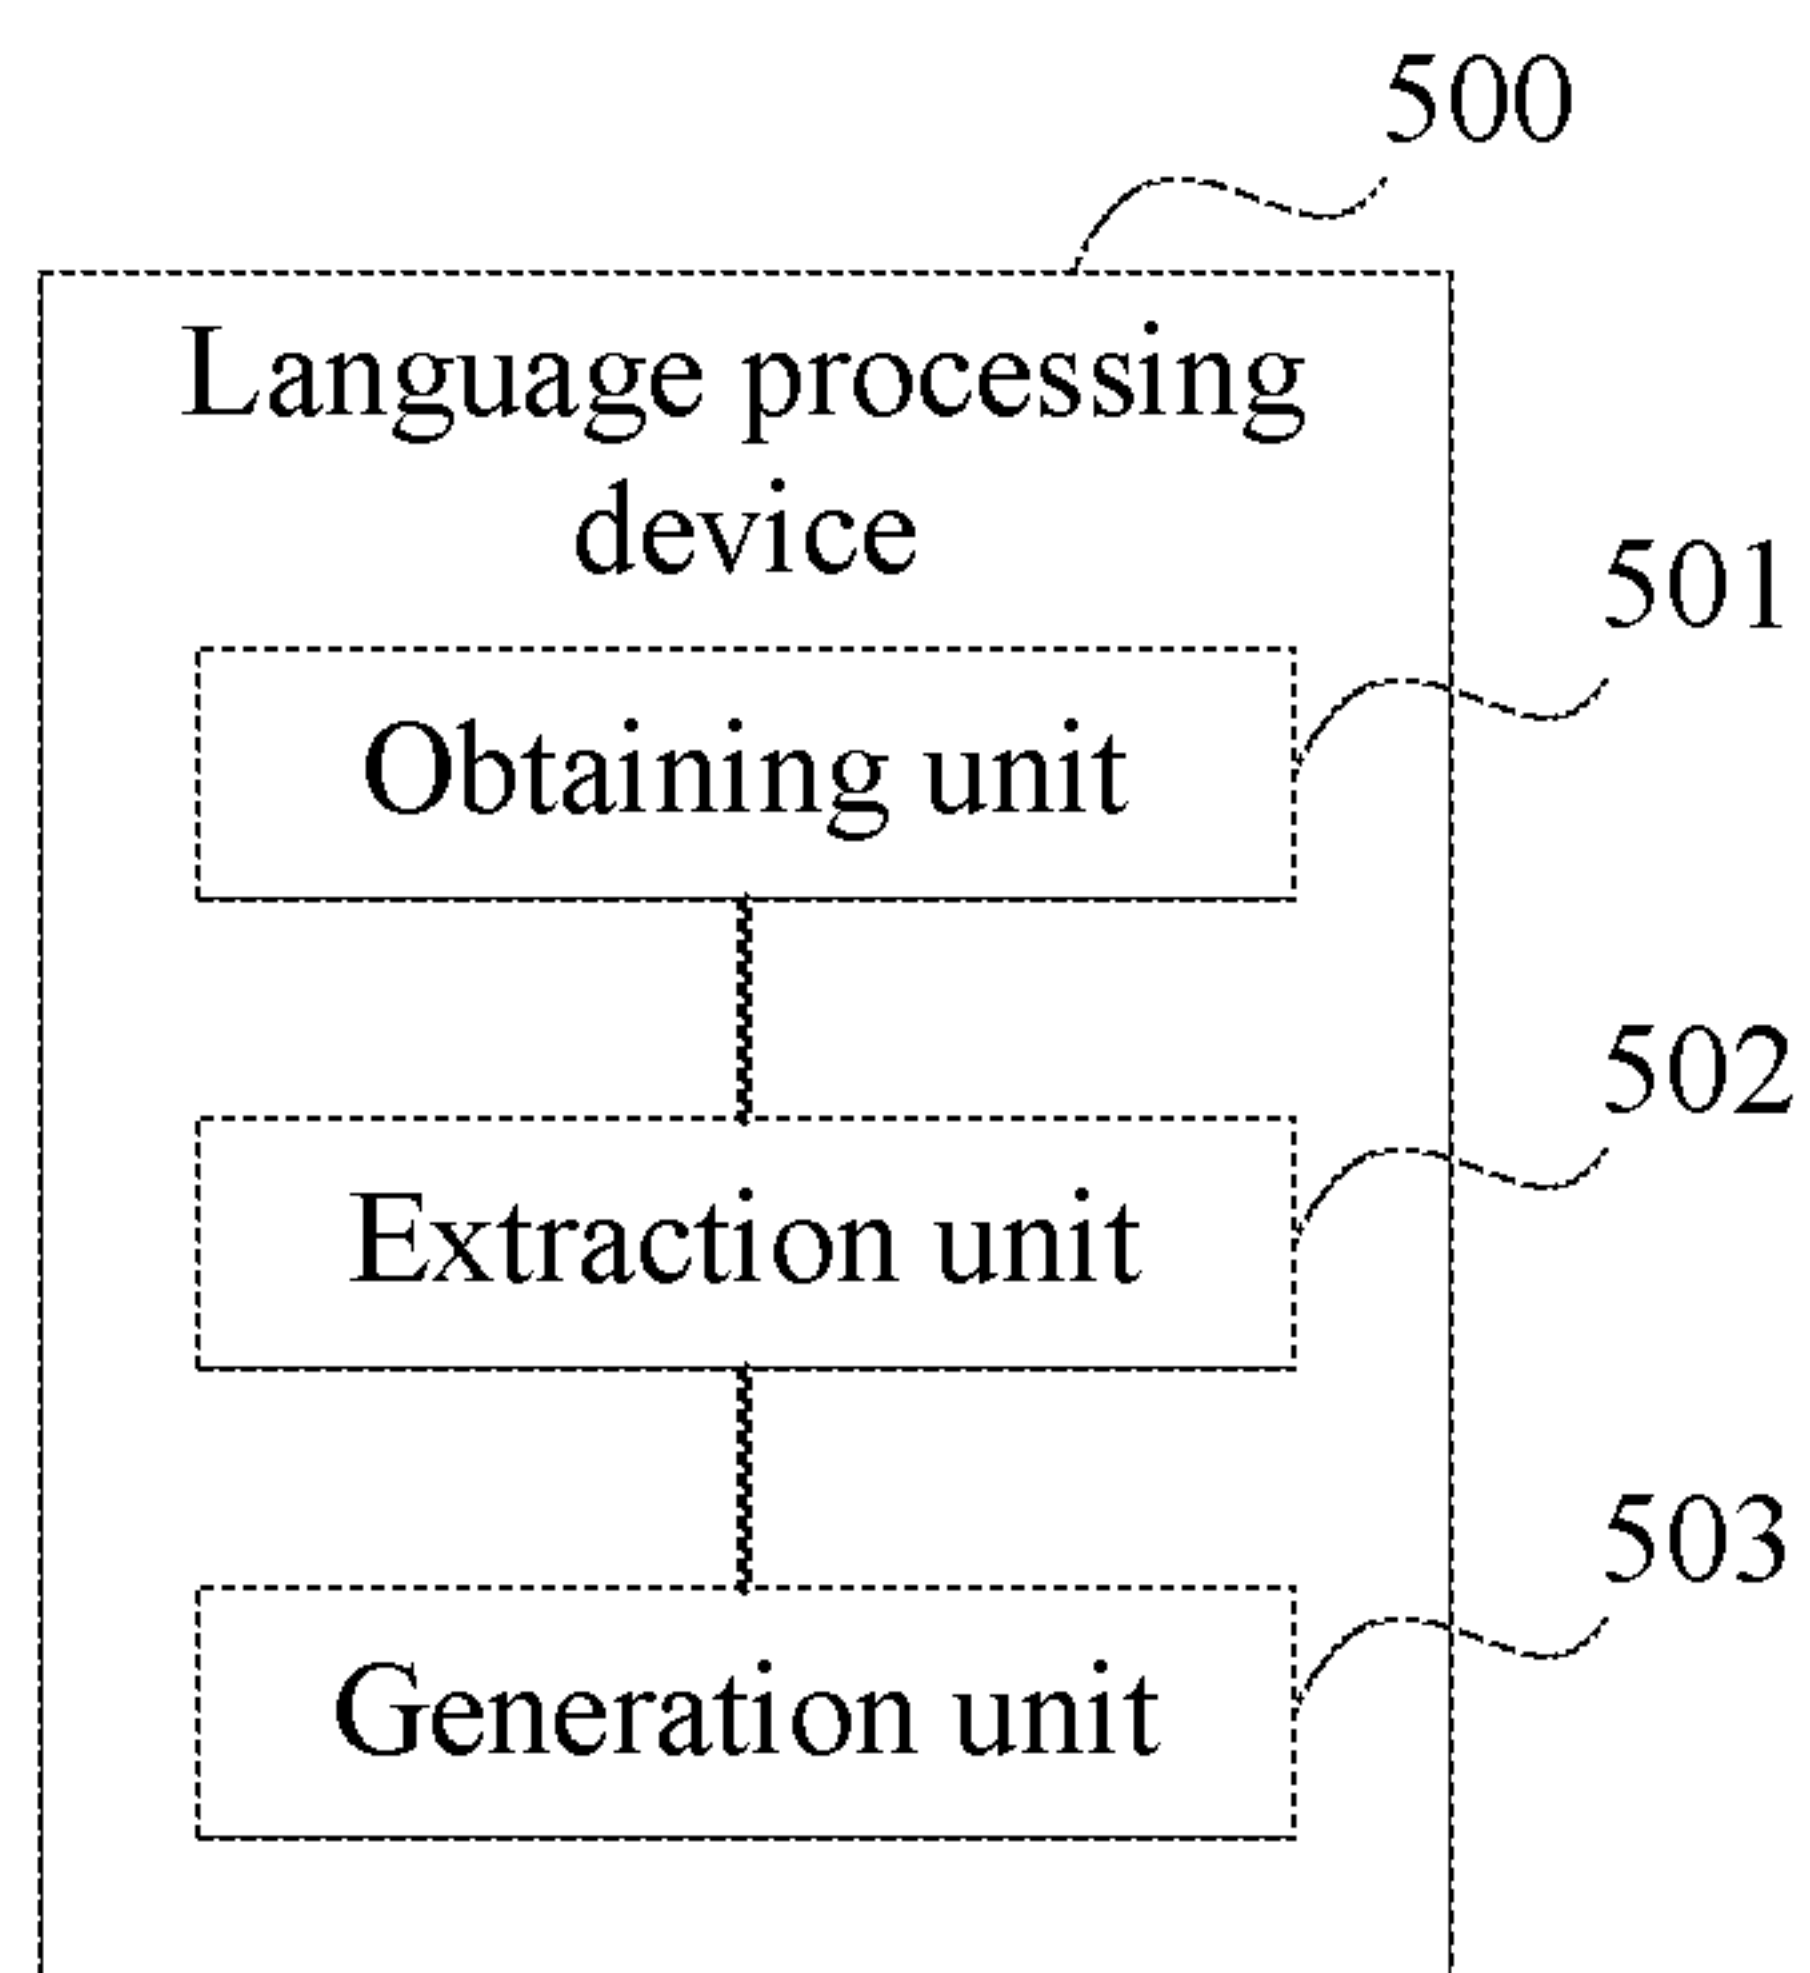 500
Language processing
device
501
Obtaining unit
502
Extraction unit
503
Generation unit